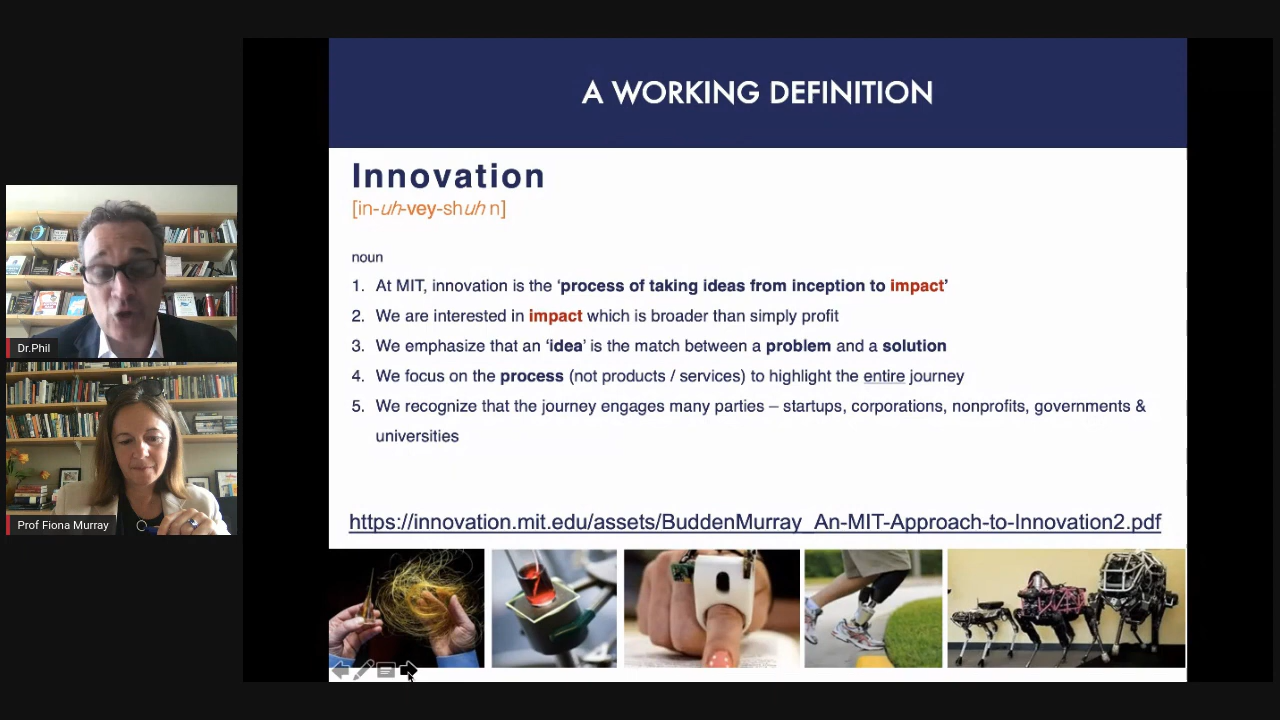 A WORKING DEFINITION
Innovation
[in-uh-vey-shuh n]
noun
1. At MIT, innovation is the ‘process of taking ideas from inception to impact’
2. We are interested in impact which is broader than simply profit
3. We emphasize that an ‘idea’ is the match between a problem and a solution
4. We focus on the process (not products / services) to highlight the entire journey
5. We recognize that the journey engages many parties – startups, corporations, nonprofits, governments &
universities
https://innovation.mit.edu/assets/BuddenMurray_An-MIT-Approach-to-Innovation2.pdf
Dr.Phil
Prof Fiona Murray